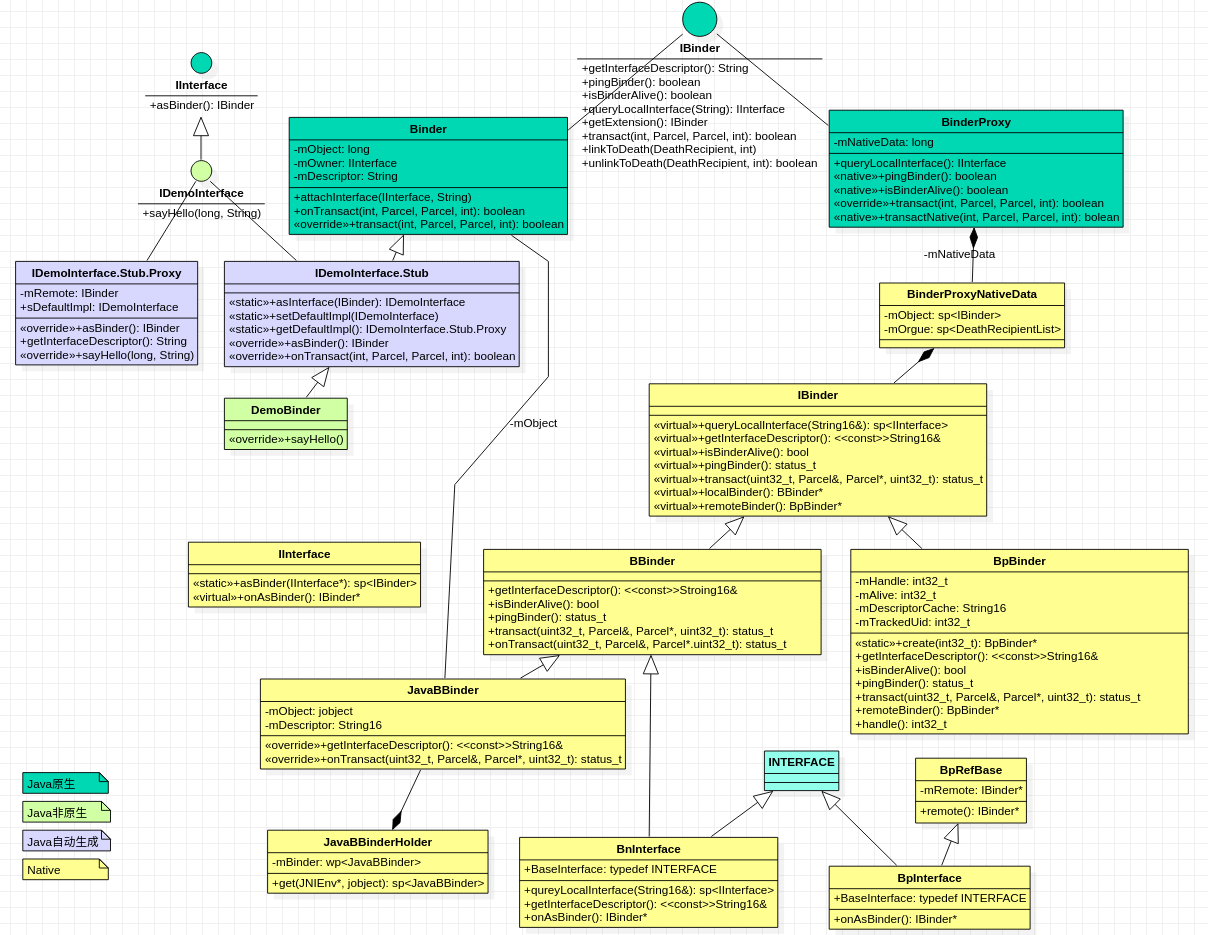 IBinder
+getInterfaceDescriptor(): String
+pingBinder(): boolean
+isBinderAlive(): boolean
+queryLocalInterface(String): IInterface
+getExtension(): IBinder
+transact(int, Parcel, Parcel, int): boolean
+linkToDeath(DeathRecipient, int)
+unlinkToDeath(DeathRecipient, int): boolean
IInterface
+asBinder(): IBinder
IDemoInterface
+sayHello(long, String)
Binder
-mObject: long
-mOwner: IInterface
-mDescriptor: String
+attachInterface(IInterface, String)
+onTransact(int, Parcel, Parcel, int): boolean
«override»+transact(int, Parcel, Parcel, int): boolean
BinderProxy
-mNativeData: long
+queryLocalInterface(): IInterface
«native»+pingBinder(): boolean
«native»+isBinderAlive(): boolean
«override»+transact(int, Parcel, Parcel, int): boolean
«native»+transactNative(int, Parcel, Parcel, int): bolean
-mNativeData
IDemoInterface.Stub.Proxy
-mRemote: IBinder
+sDefaultImpl: IDemoInterface
«override»+asBinder(): IBinder
+getInterfaceDescriptor(): String
«override»+sayHello(long, String)
IDemoInterface.Stub
«static»+asInterface(IBinder): IDemoInterface
«static»+setDefaultImpl(IDemoInterface)
«static»+getDefaultImpl(): IDemoInterface.Stub.Proxy
«override»+asBinder(): IBinder
«override»+onTransact(int, Parcel, Parcel, int): boolean
BinderProxyNativeData
-mObject: sp<IBinder>
-mOrgue: sp<DeathRecipientList>
DemoBinder
«override»+sayHello()
-mObject
IBinder
«virtual»+queryLocalInterface(String16&): sp<IInterface>
«virtual»+getInterfaceDescriptor: <<const>>String16&
«virtual»+isBinderAlive(): bool
«virtual»+pingBinder(): status_t
«virtual»+transact(uint32_t, Parcel&, Parcel*, uint32_t): status_t
«virtual»+localBinder(): BBinder*
«virtual»+remoteBinder(): BpBinder*
IInterface
«static»+asBinder(IInterface*): sp<IBinder>
«virtual»+onAsBinder(): IBinder*
BBinder
+getInterfaceDescriptor: <<const>>Stroing16&
+isBinderAlive(): bool
+pingBinder(): status_t
+transact(uint32_t, Parcel&, Parcel*, uint32_t): status_t
+onTransact(uint32_t, Parcel&, Parcel*.uint32_t): status_t
BpBinder
-mHandle: int32_t
-mAlive: int32_t
-mDescriptorCache: String16
-mTrackedUid: int32_t
«static»+create(int32_t): BpBinder*
+getInterfaceDescriptor: <<const>>String16&
+isBinderAlive(): bool
+pingBinder(): status_t
+transact(uint32_t, Parcel&, Parcel*, uint32_t): status_t
+remoteBinder(): BpBinder*
+handle(): int32_t
JavaBBinder
-mObject: jobject
-mDescriptor: String16
«override»+getInterfaceDescriptor: <<const>>String16&
«override»+onTransact(uint32_t, Parcel&, Parcel*, uint32_t): status_t
INTERFACE
BpRefBase
-mRemote: IBinder*
+remote(): IBinder*
Java原生
Java非原生
Java自动生成
Native
JavaBBinderHolder
-mBinder: wp<JavaBBinder>
+get(JNIEnv*, jobject): sp<JavaBBinder>
BnInterface
+BaseInterface: typedef INTERFACE
+qureyLocalInterface(String16&): sp<IInterface>
+getInterfaceDescriptor: <<const>>String16&
+onAsBinder(): IBinder*
BpInterface
+BaseInterface: typedef INTERFACE
+onAsBinder(): IBinder*